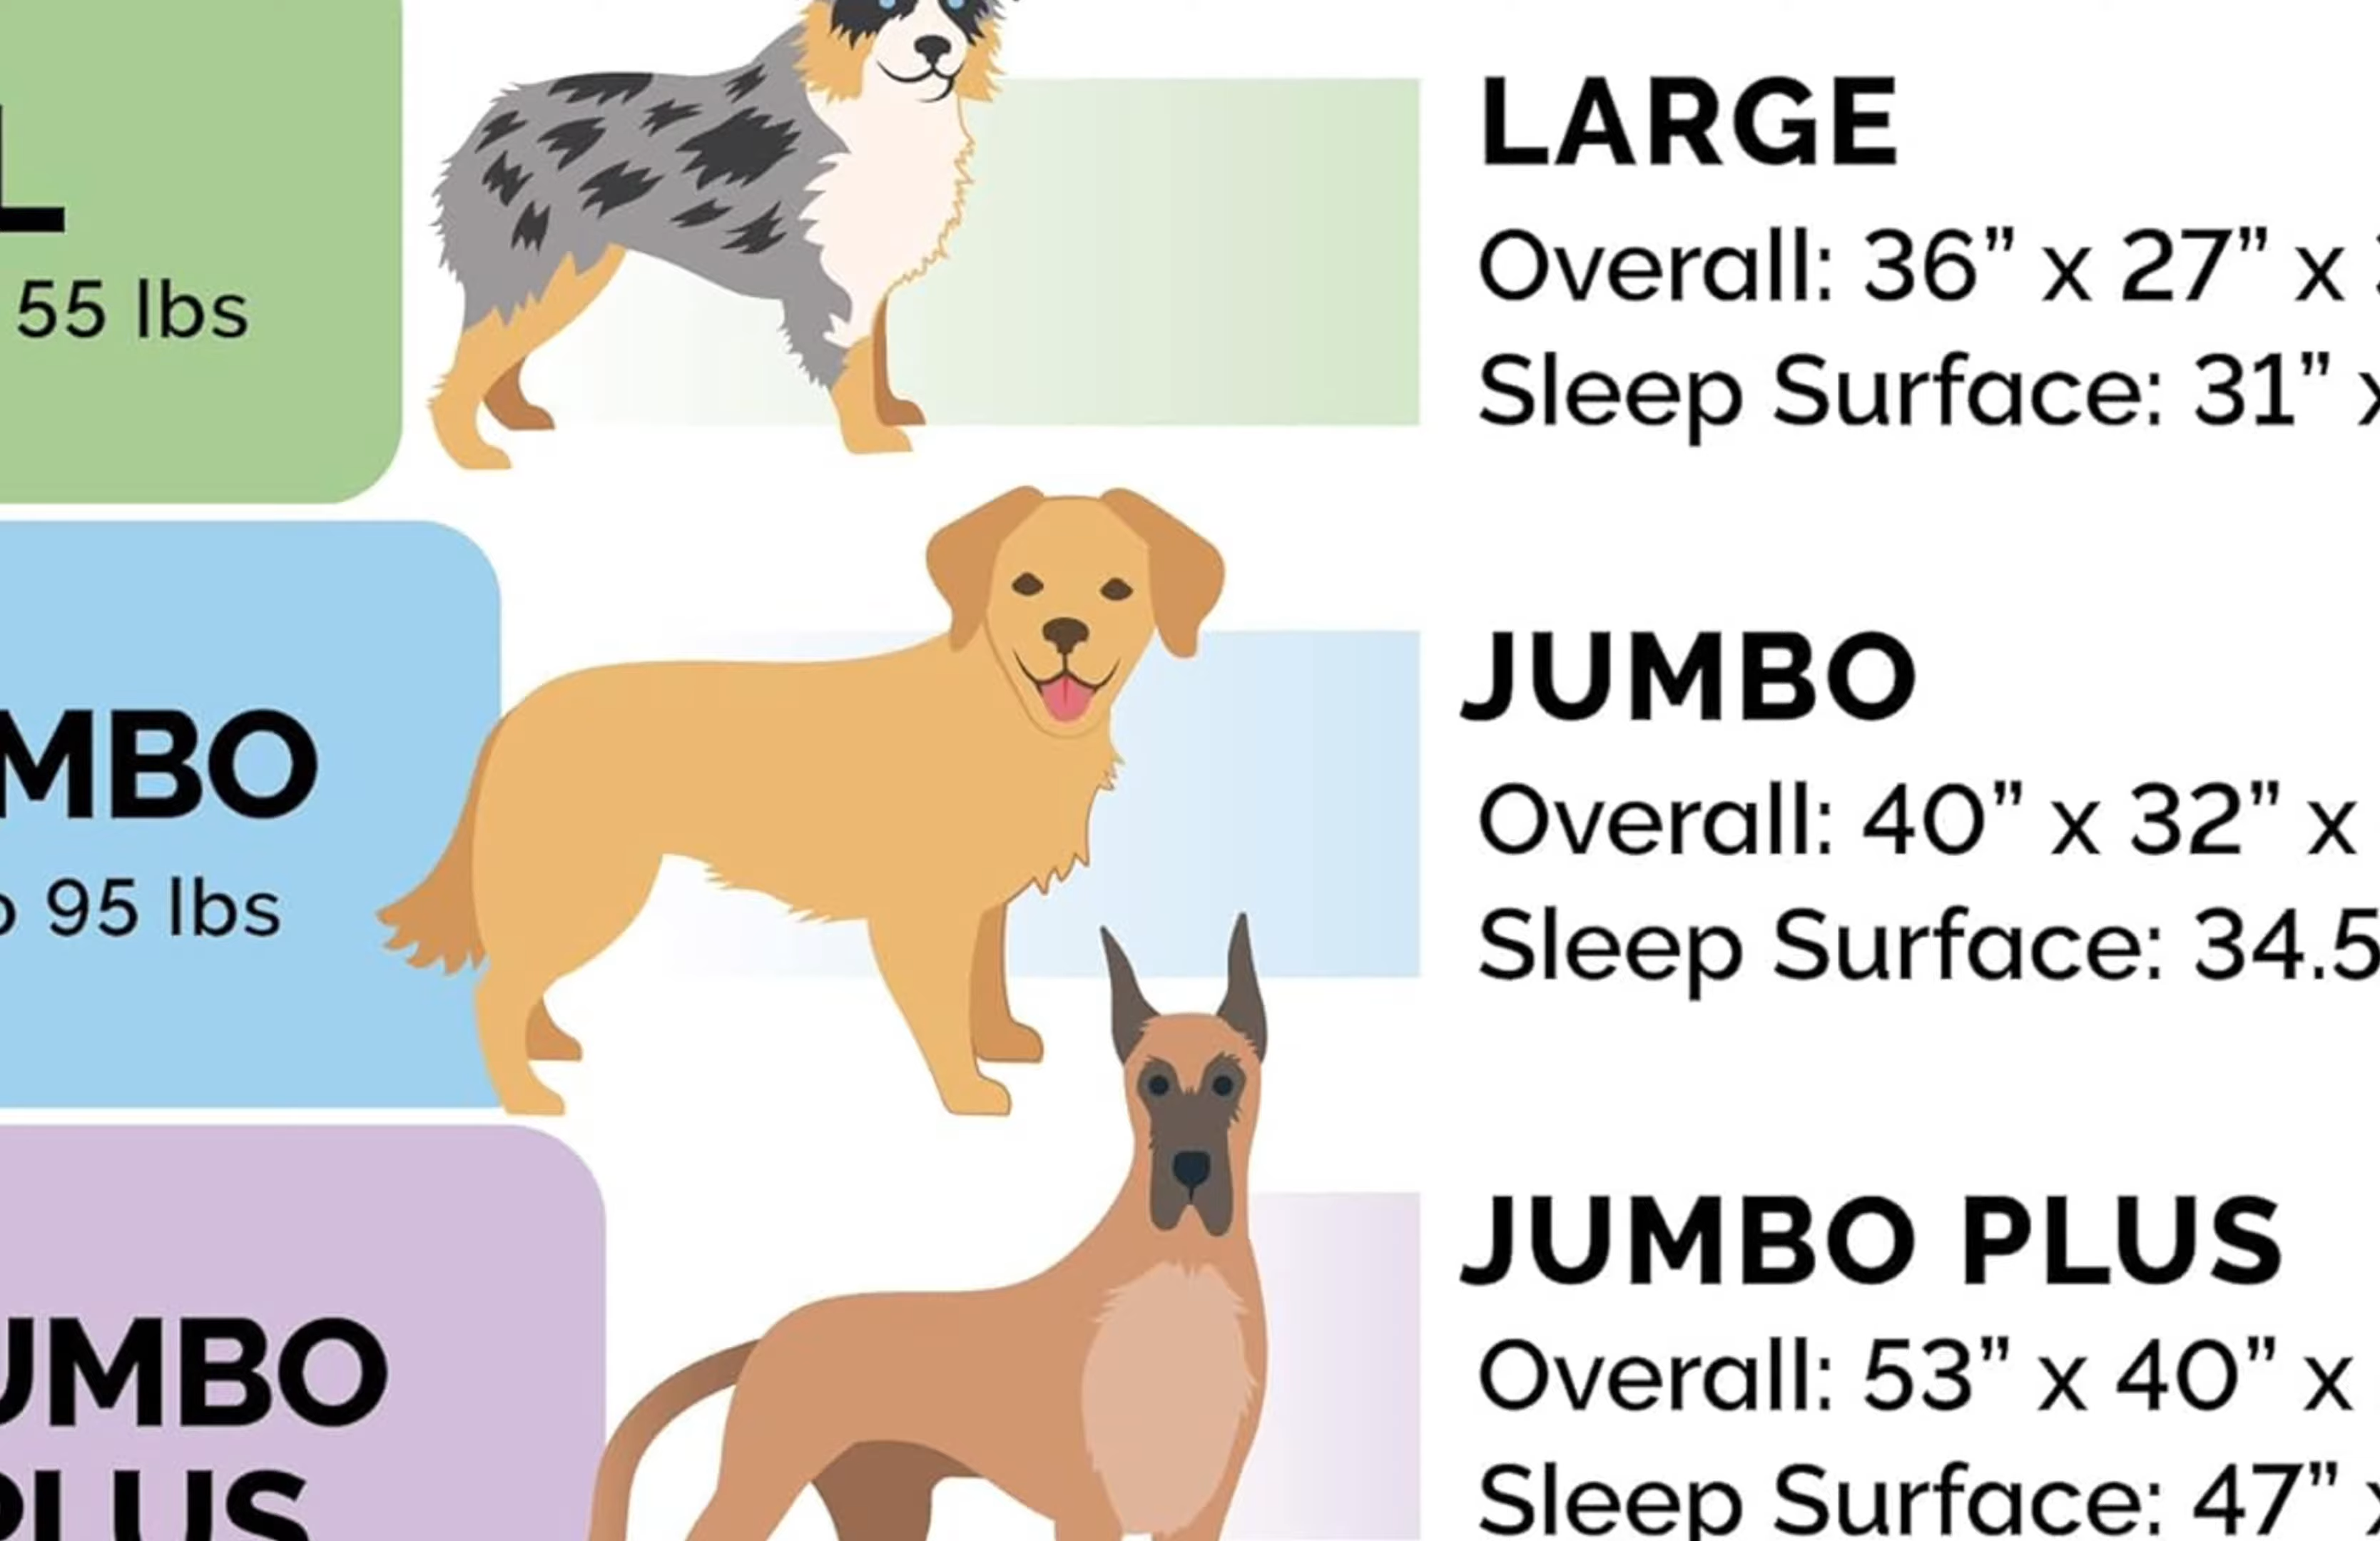 L
55 lbs
LARGE
Overall: 36” x 27” x
Sleep Surface: 31” x
MBO
95 lbs
JUMBO
Overall: 40” x 32” x
Sleep Surface: 34.5
UMBO
PLUS
JUMBO PLUS
Overall: 53” x 40” x
Sleep Surface: 47” x